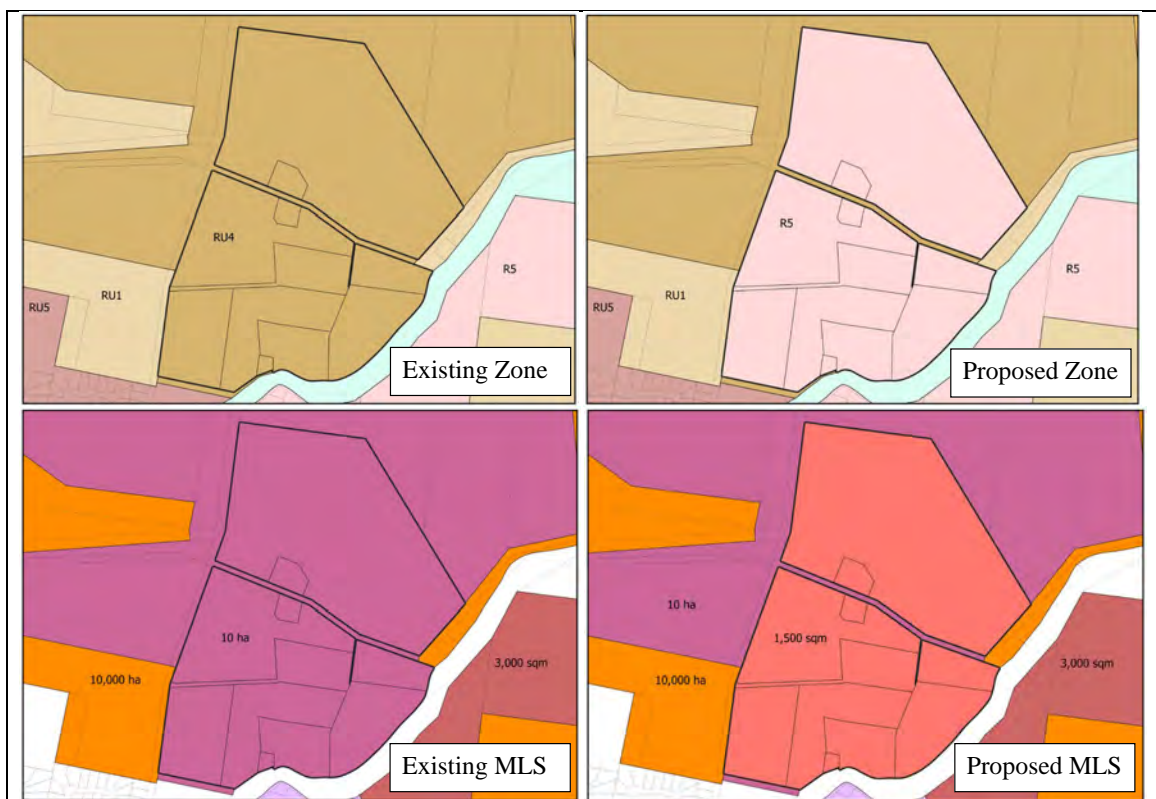 RU4
RU1
RU5
R5
Existing Zone
R5
RU1
RU5
R5
Proposed Zone
10 ha
10,000 ha
3,000 sqm
Existing MLS
10 ha
1,500 sqm
10,000 ha
3,000 sqm
Proposed MLS